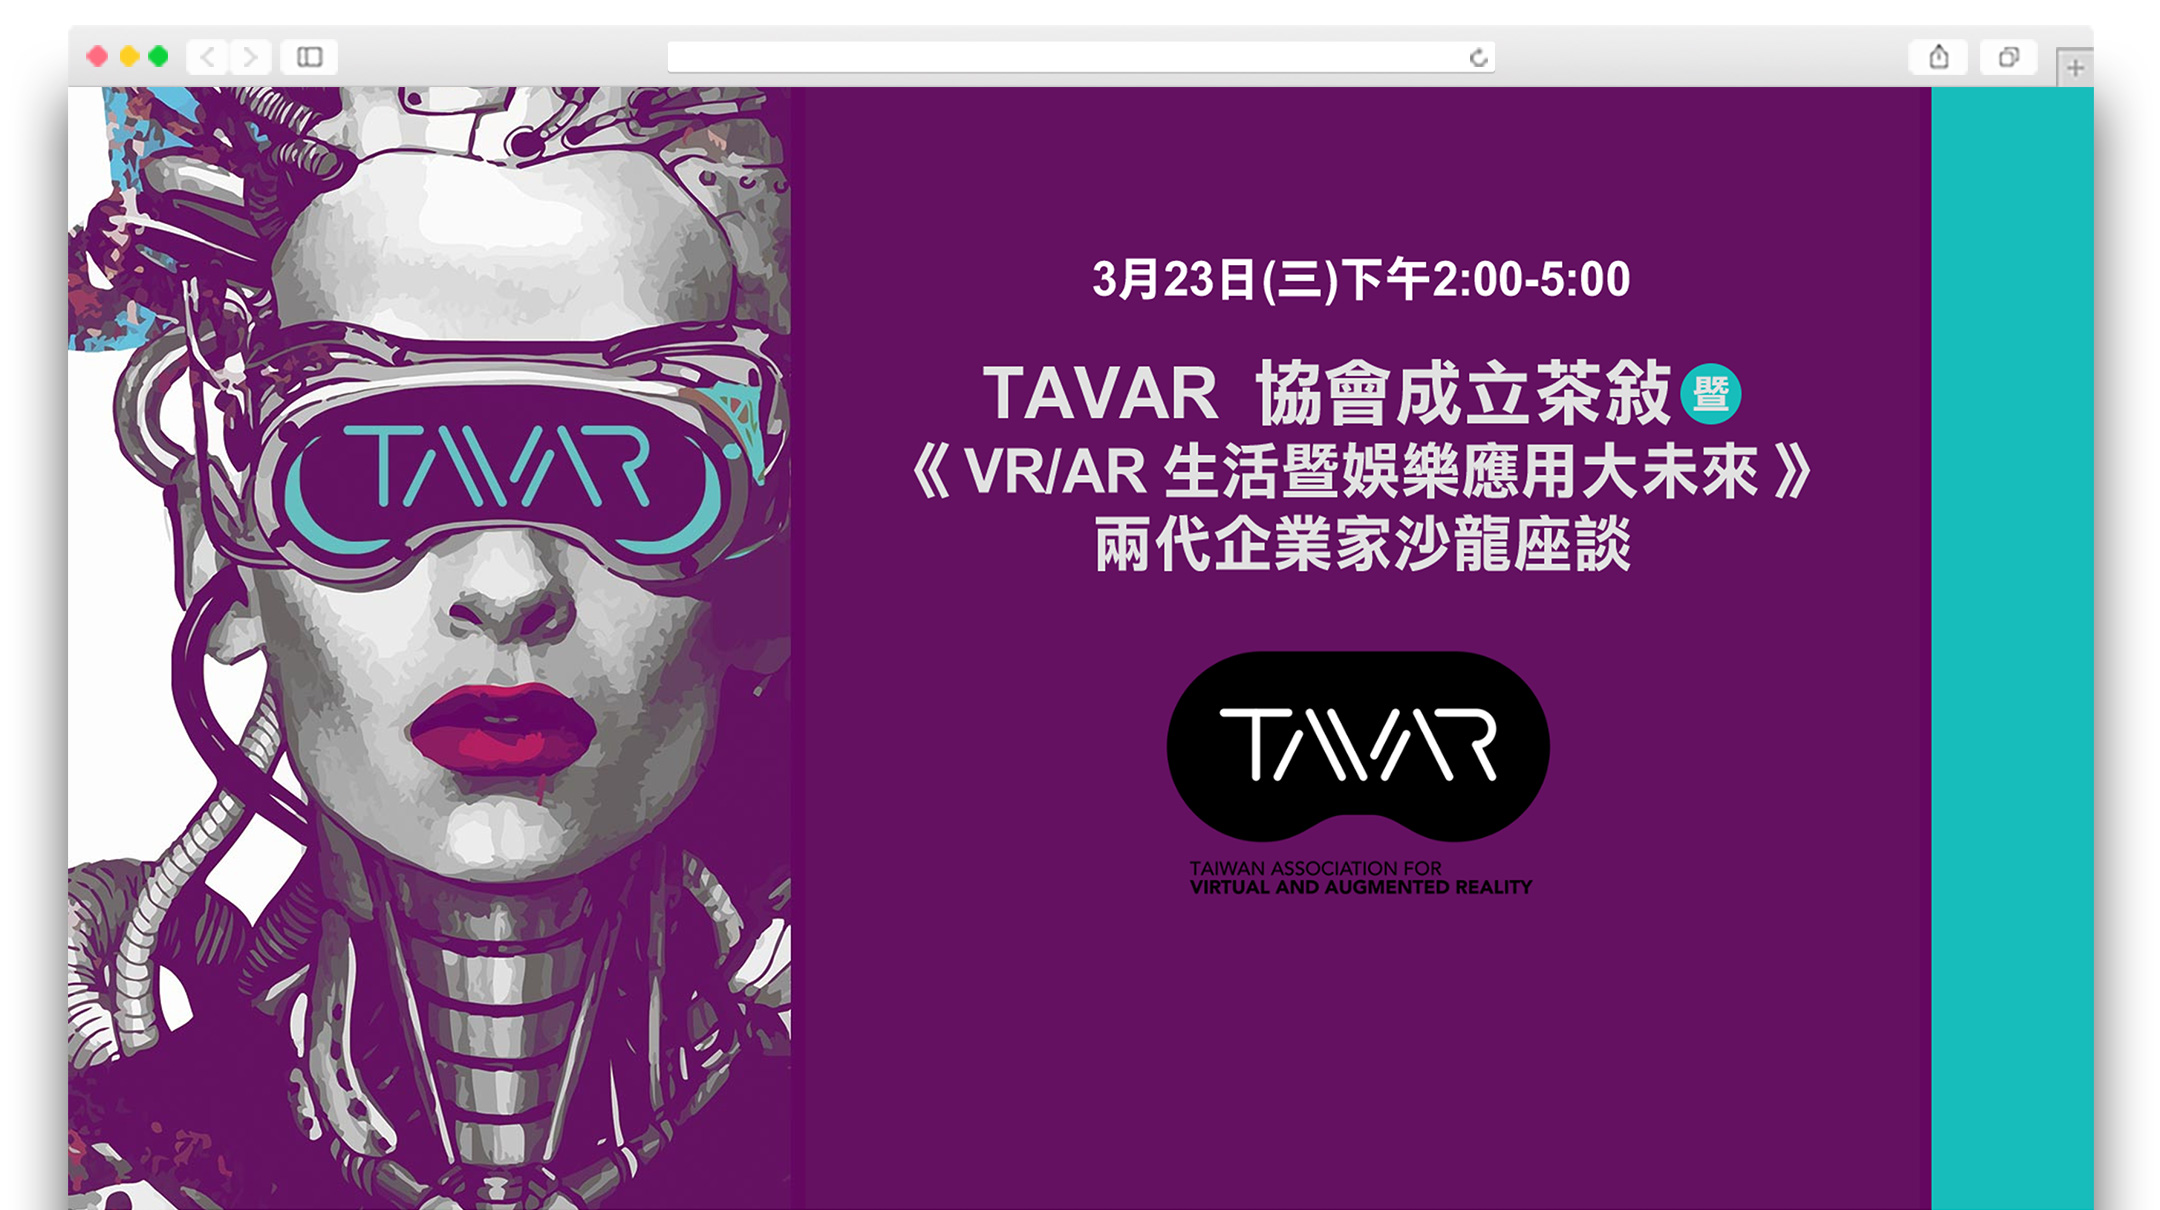 TAVAR
3月23日(三)下午2:00-5:00
TAVAR 協會成立茶敍暨
《 VR/AR 生活暨娛樂應用大未來 》
兩代企業家沙龍座談
TAVAR
TAIWAN ASSOCIATION FOR
VIRTUAL AND AUGMENTED REALITY